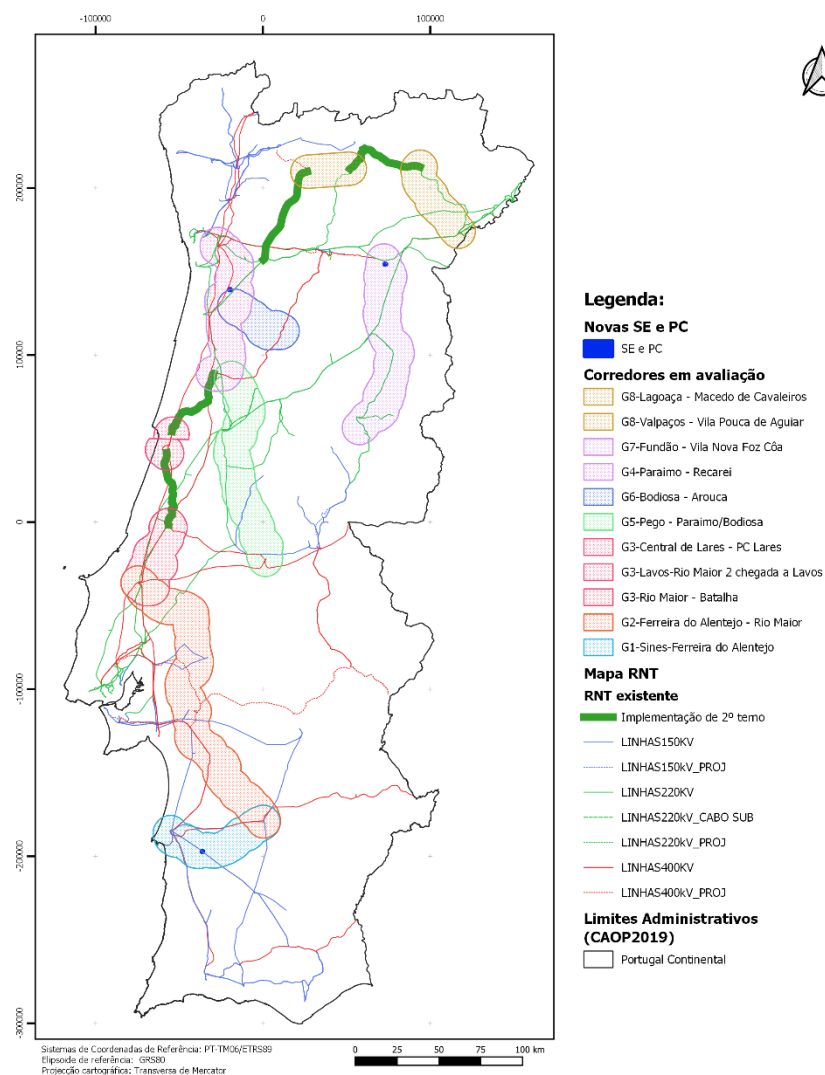 -100000
0
100000
200000
100000
0
-100000
-200000
-300000
Legenda:
Novas SE e PC
SE e PC
Corredores em avaliação
G8-Lagoaça - Macedo de Cavaleiros
G8-Valpaços - Vila Pouca de Aguiar
G7-Fundão - Vila Nova Foz Côa
G4-Paraimo - Recarei
G6-Bodiosa - Arouca
G5-Pego - Paraimo/Bodiosa
G3-Central de Lares - PC Lares
G3-Lavos-Rio Maior 2 chegada a Lavos
G3-Rio Maior - Batalha
G2-Ferreira do Alentejo - Rio Maior
G1-Sines-Ferreira do Alentejo
Mapa RNT
RNT existente
Implementação de 2º terno
LINHAS150KV
LINHAS150kV_PROJ
LINHAS220KV
LINHAS220kV_CABO SUB
LINHAS220kV_PROJ
LINHAS400KV
LINHAS400kV_PROJ
Limites Administrativos
(CAOP2019)
Portugal Continental
Sistemas de Coordenadas de Referência: PT-TM06/ETRS89
Elipsoide de referência: GRS80
Projecção cartográfica: Transversa de Mercator
0 25 50 75 100 km